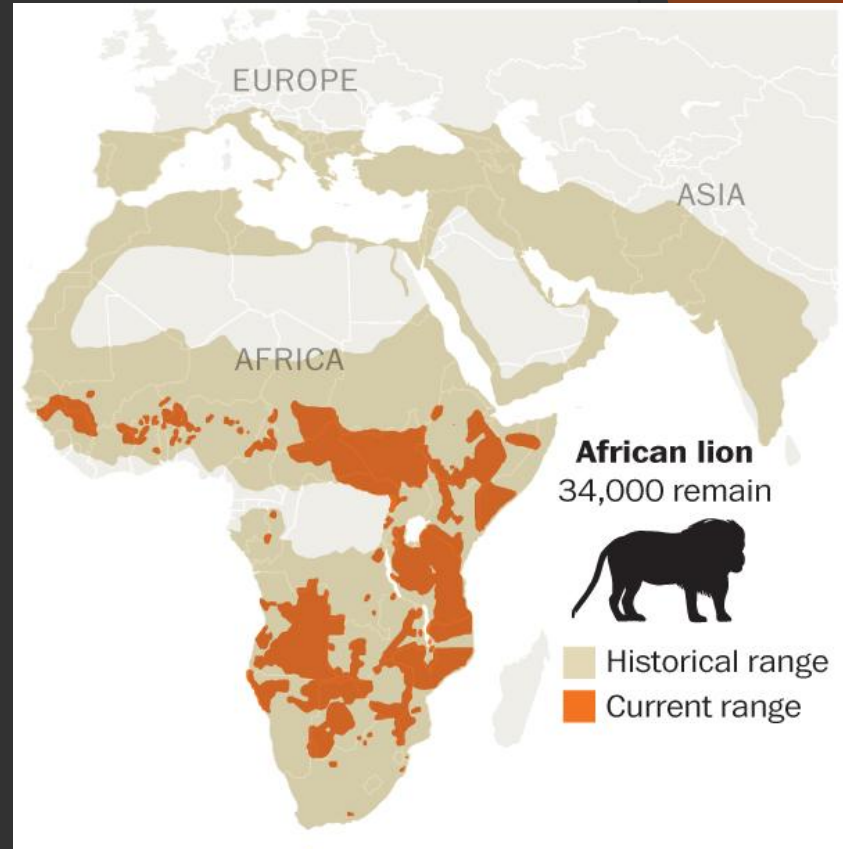 EUROPE
ASIA
AFRICA
African lion
34,000 remain
Historical range
Current range